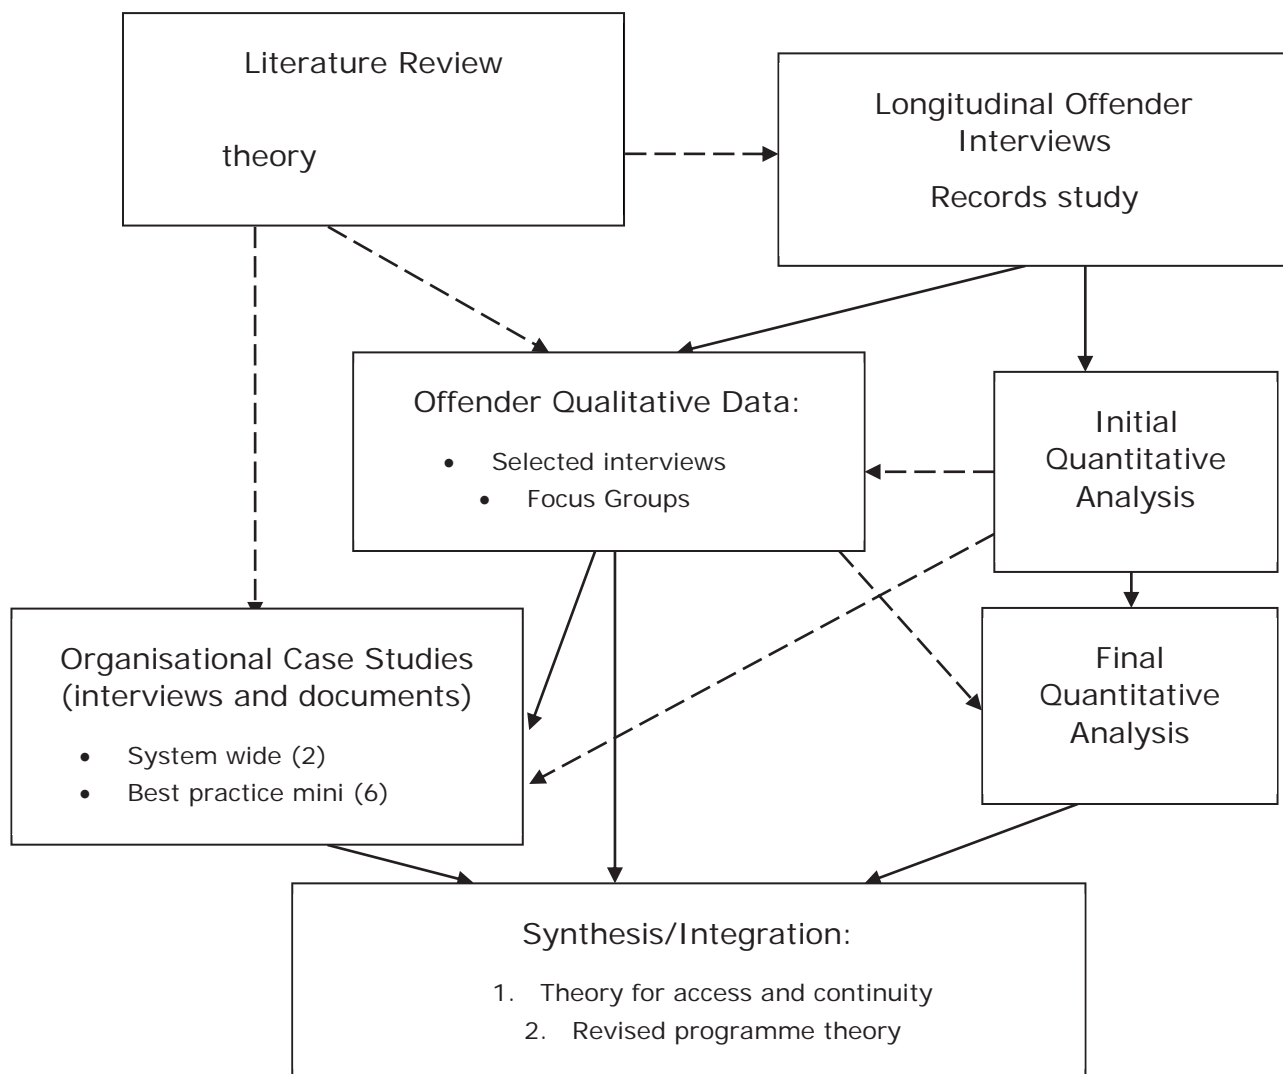 Literature Review
theory
Longitudinal Offender
Interviews
Records study
Offender Qualitative Data:
• Selected interviews
• Focus Groups
Initial
Quantitative
Analysis
Organisational Case Studies
(interviews and documents)
• System wide (2)
• Best practice mini (6)
Final
Quantitative
Analysis
Synthesis/Integration:
1. Theory for access and continuity
2. Revised programme theory